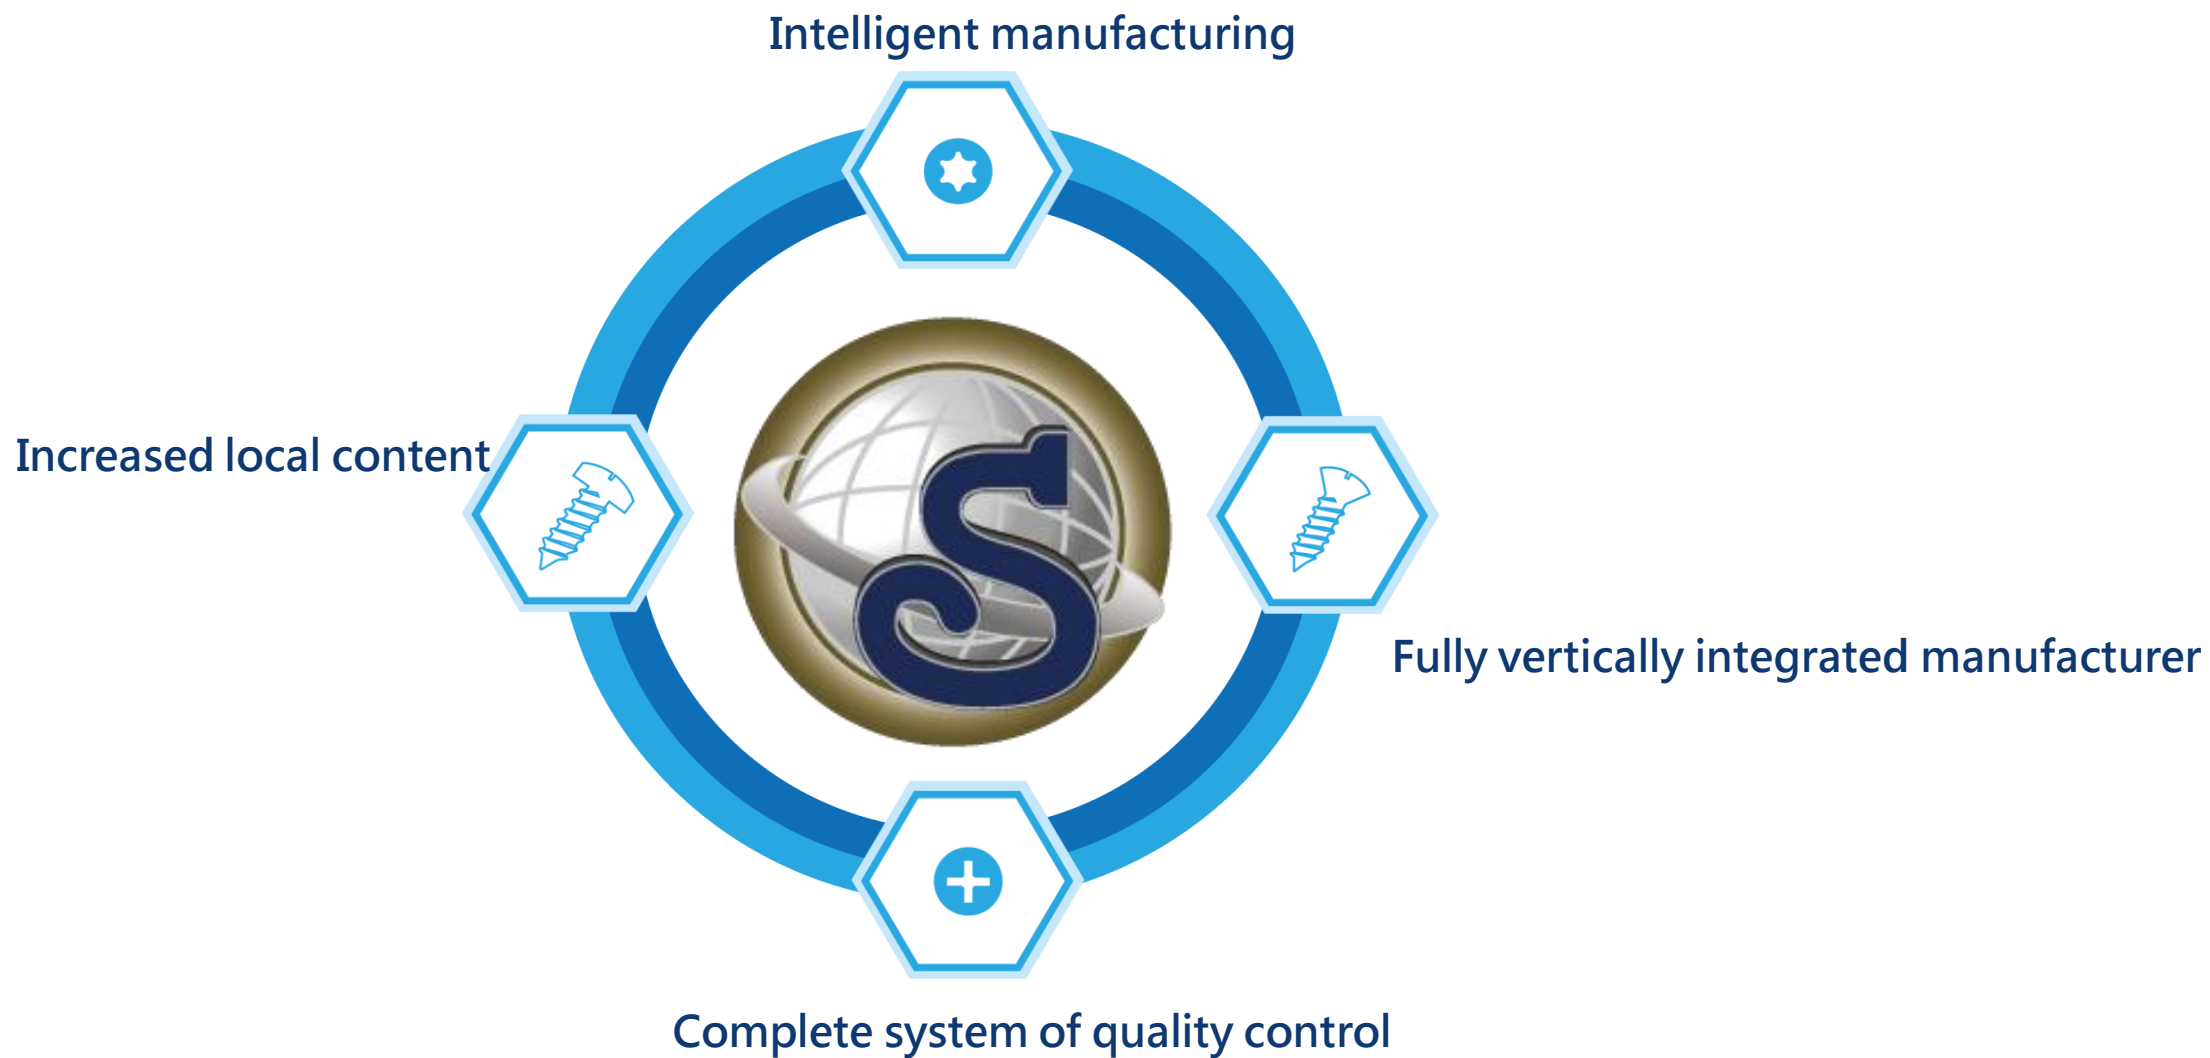 Intelligent manufacturing
Increased local content
S
Fully vertically integrated manufacturer
Complete system of quality control